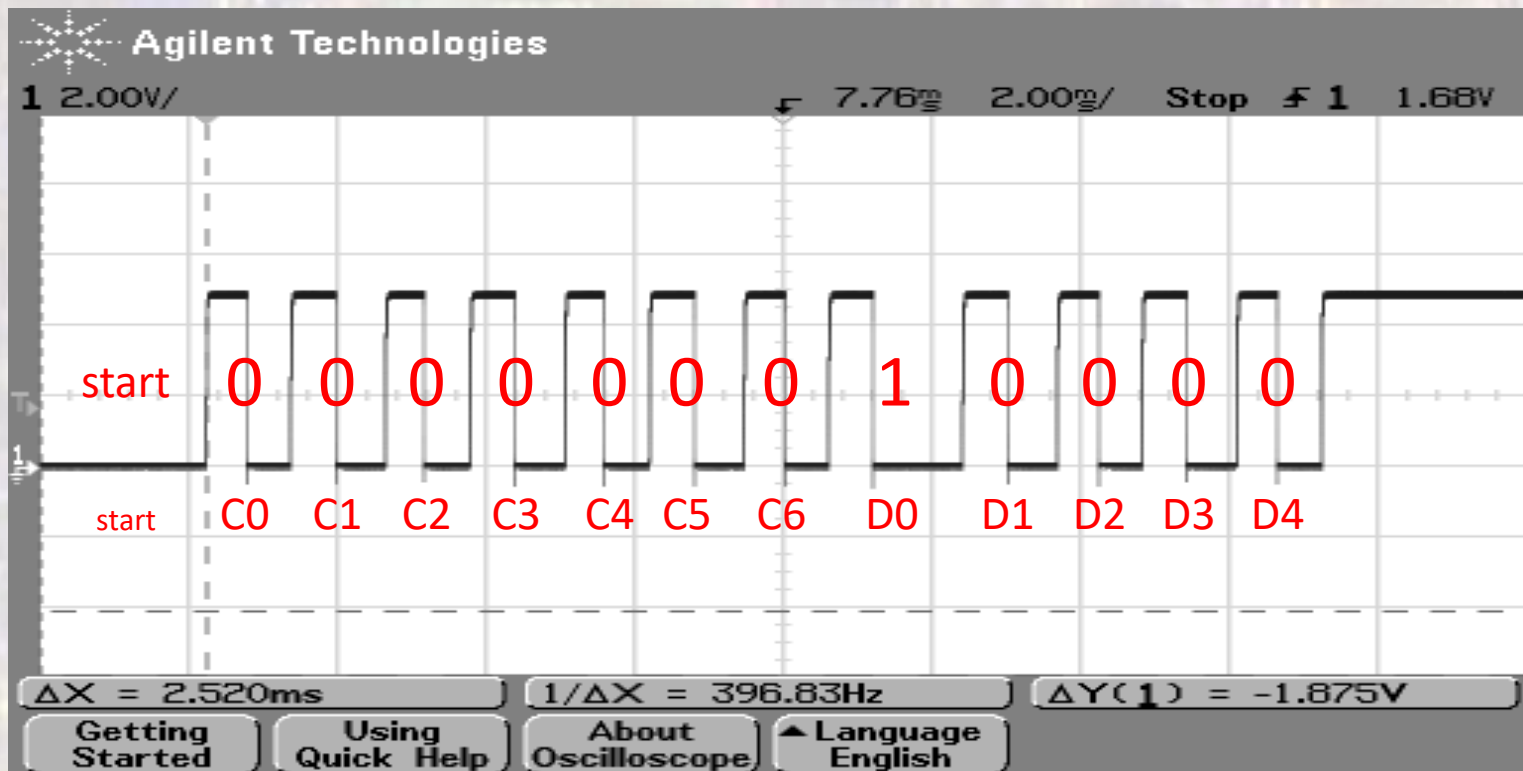 Agilent Technologies
1 2.00V/ 7.76ms 2.00ms/ Stop 1 1.68V
start 0 0 0 0 0 0 0 1 0 0 0 0
T
1
start C0 C1 C2 C3 C4 C5 C6 D0 D1 D2 D3 D4
ΔX = 2.520ms 1/ΔX = 396.83Hz ΔY(1) = -1.875V
Getting Started Using Quick Help About Oscilloscope Language English